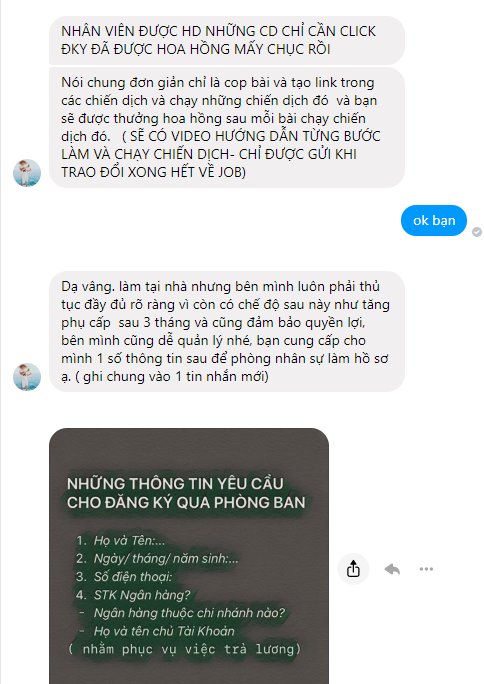 NHÂN VIÊN ĐƯỢC HD NHỮNG CD CHỈ CẦN CLICK
ĐKY ĐÃ ĐƯỢC HOA HỒNG MẤY CHỤC RỒI
Nói chung đơn giản chỉ là cop bài và tạo link trong
các chiến dịch và chạy những chiến dịch đó và bạn
sẽ được thưởng hoa hồng sau mỗi bài chạy chiến
dịch đó. ( SẼ CÓ VIDEO HƯỚNG DẪN TỪNG BƯỚC
LÀM VÀ CHẠY CHIẾN DỊCH- CHỈ ĐƯỢC GỬI KHI
TRAO ĐỔI XONG HẾT VỀ JOB)
ok bạn
Dạ vâng. làm tại nhà nhưng bên mình luôn phải thủ
tục đầy đủ rõ ràng vì còn có chế độ sau này như tăng
phụ cấp sau 3 tháng và cũng đảm bảo quyền lợi,
bên mình cũng dễ quản lý nhé, bạn cung cấp cho
mình 1 số thông tin sau để phòng nhân sự làm hồ sơ
ạ. ( ghi chung vào 1 tin nhắn mới)
NHỮNG THÔNG TIN YÊU CẦU
CHO ĐĂNG KÝ QUA PHÒNG BAN
1. Họ và Tên:...
2. Ngày/ tháng/ năm sinh:...
3. Số điện thoại:
4. STK Ngân hàng?
- Ngân hàng thuộc chi nhánh nào?
- Họ và tên chủ Tài Khoản
( nhằm phục vụ việc trả lương)